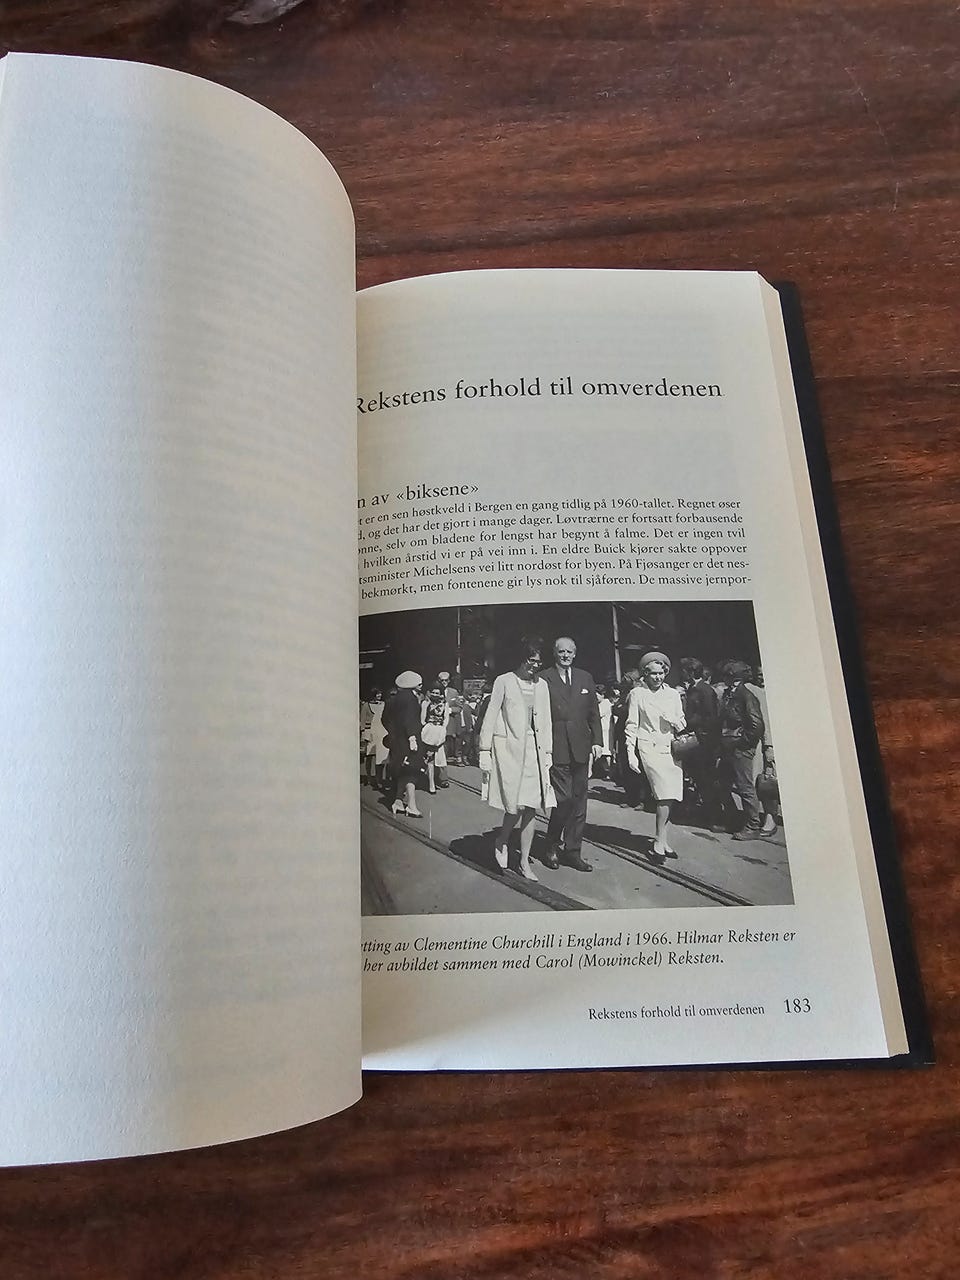 Rekstens forhold til omverdenen
av «biksene»
er en sen høstkveld i Bergen en gang tidlig på 1960-tallet. Regnet øser
og det har det gjort i mange dager. Løvtrærne er fortsatt forbausende
selv om bladene for lengst har begynt å falme. Det er ingen tvil
hvilken årstid vi er på vei inn i. En eldre Buick kjører sakte oppover
tsminister Michelsens vei litt nordøst for byen. På Fjøsanger er det nes-
bekmørkt, men fontenene gir lys nok til sjåføren. De massive jernpor-
tting av Clementine Churchill i England i 1966. Hilmar Reksten er
her avbildet sammen med Carol (Mowinckel) Reksten.
Rekstens forhold til omverdenen 183